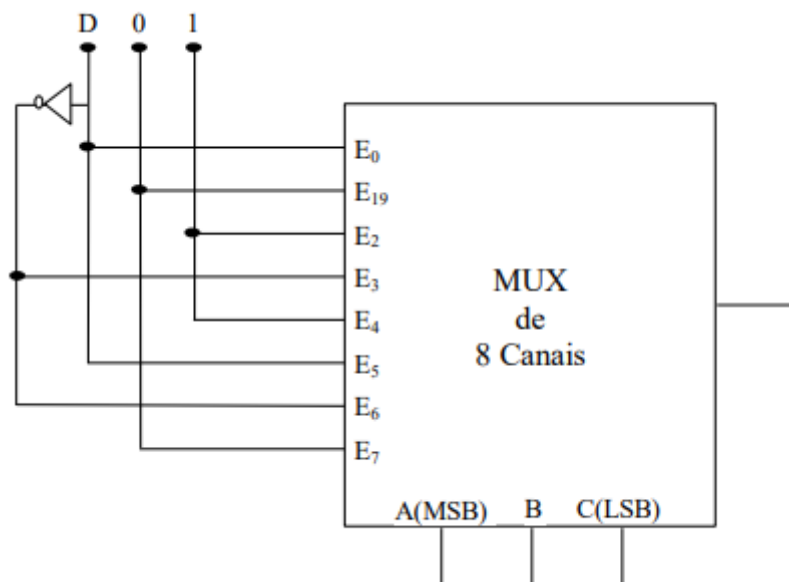 D 0 1
E₀
E₁₉
E₂
E₃
E₄
E₅
E₆
E₇
MUX
de
8 Canais
A(MSB) B C(LSB)